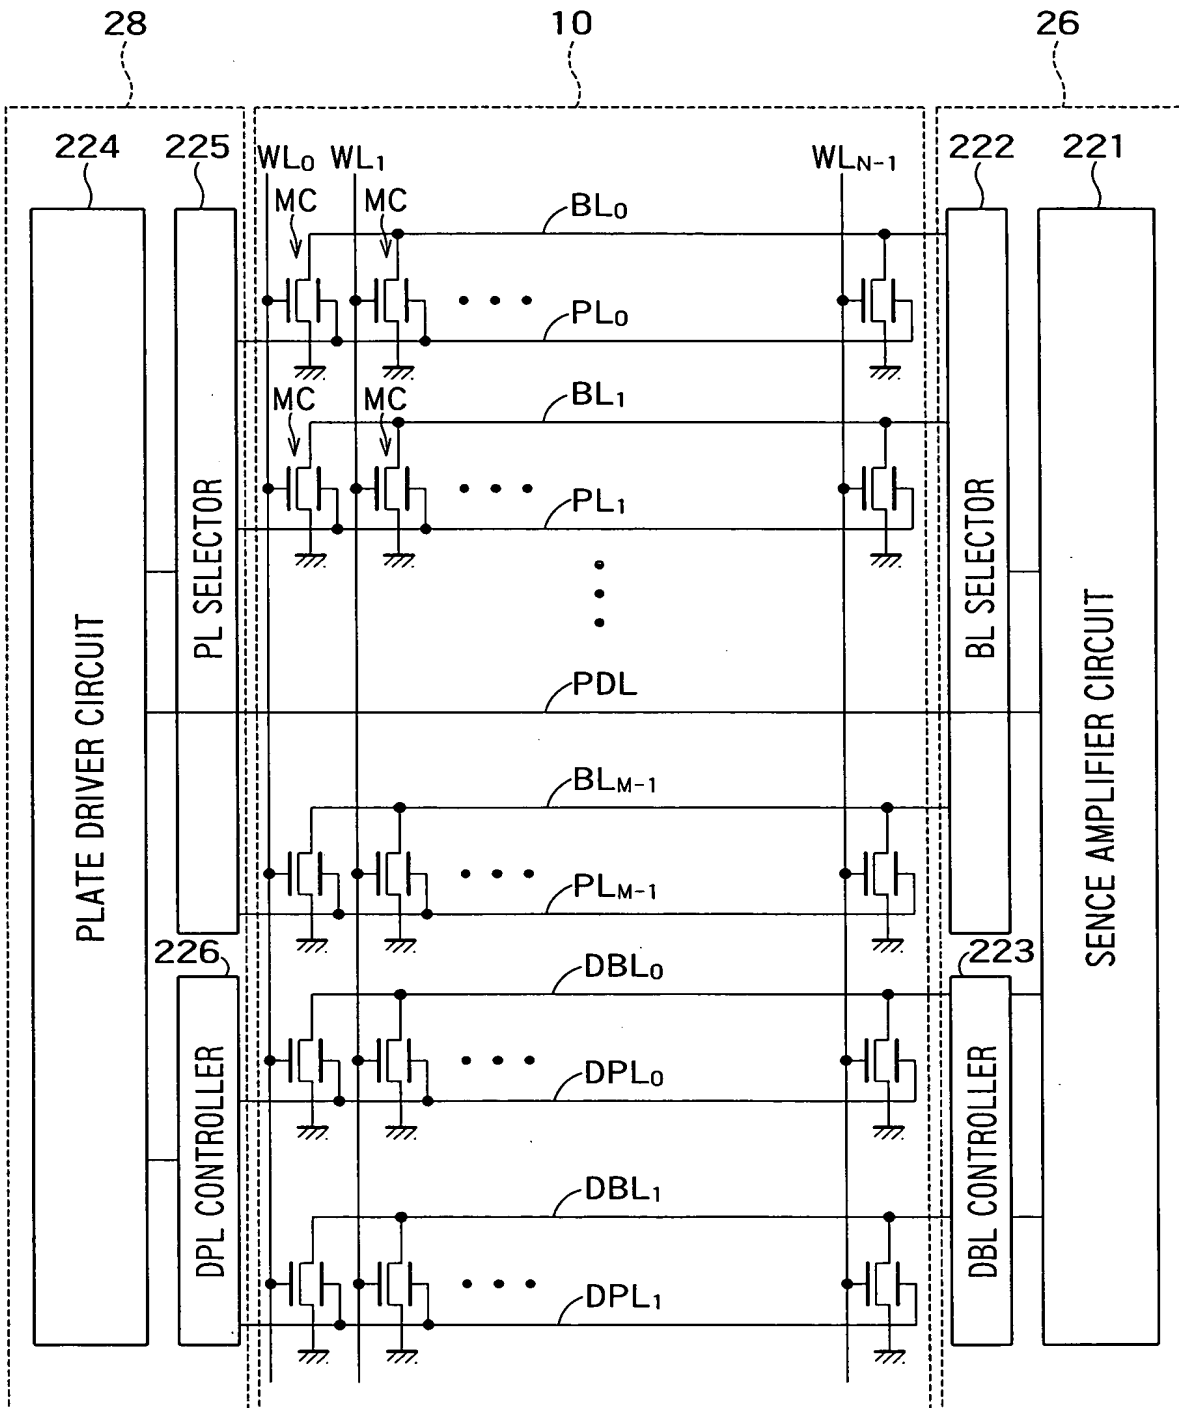 28 10 26
224 225 WL0 WL1 WLN-1 222 221
MC MC BL0
PL0
MC MC BL1
PL1
PLATE DRIVER CIRCUIT
PL SELECTOR
BL SELECTOR
SENCE AMPLIFIER CIRCUIT
PDL
BLM-1
PLM-1
226 DBL0 223
DPL0
DPL CONTROLLER
DBL CONTROLLER
DBL1
DPL1